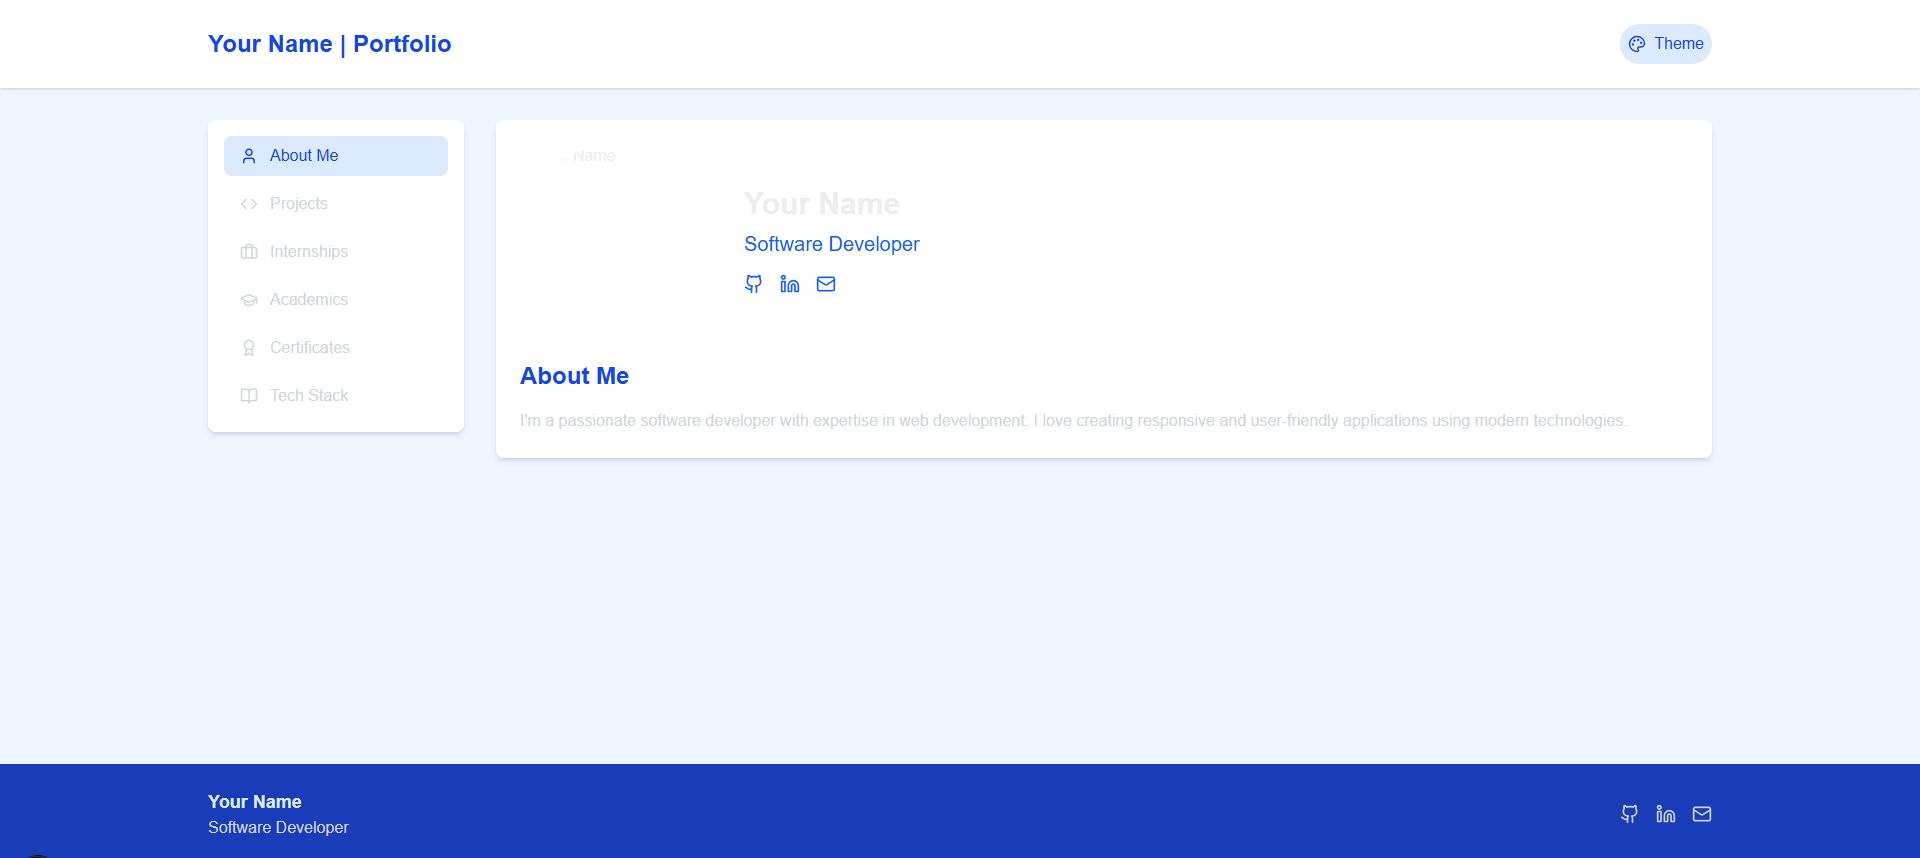 Your Name | Portfolio
Theme
About Me
Projects
Internships
Academics
Certificates
Tech Stack
Name
Your Name
Software Developer
About Me
I'm a passionate software developer with expertise in web development. I love creating responsive and user-friendly applications using modern technologies.
Your Name
Software Developer